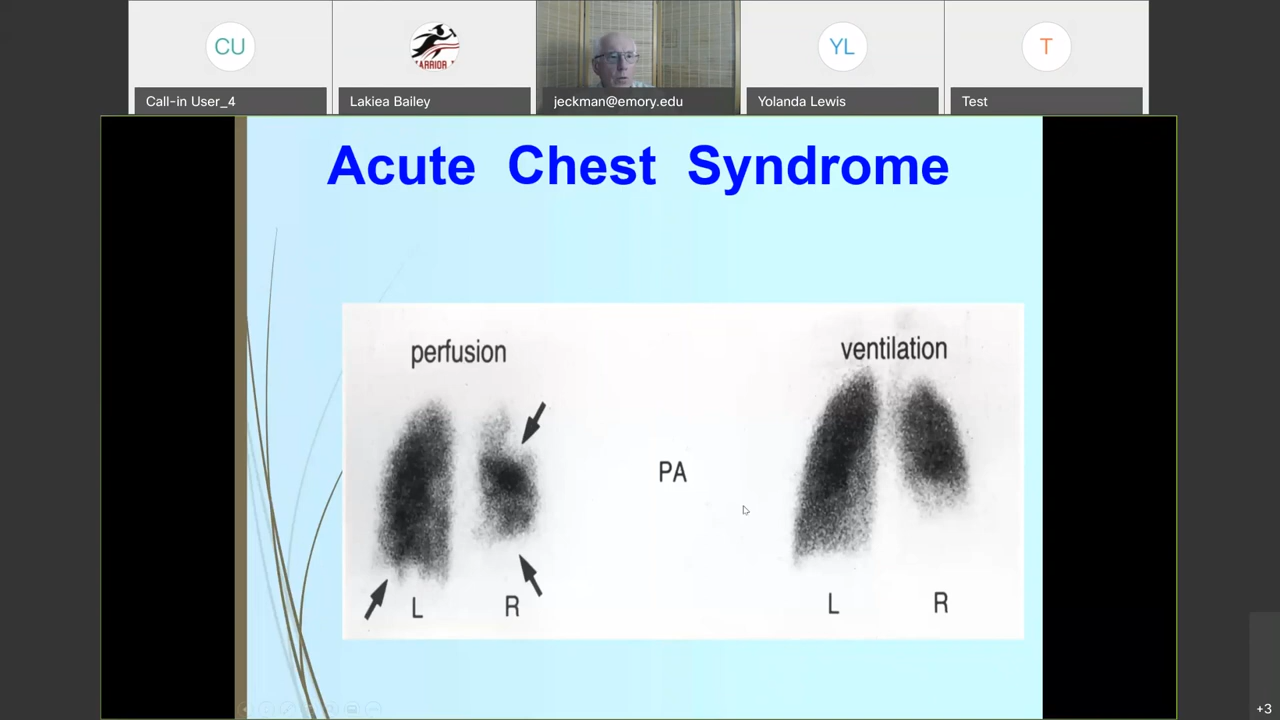 CU
ARRIOR
YL
T
Call-in User_4
Lakiea Bailey
jeckman@emory.edu
Yolanda Lewis
Test
Acute Chest Syndrome
perfusion
ventilation
PA
L
R
L
R
+3